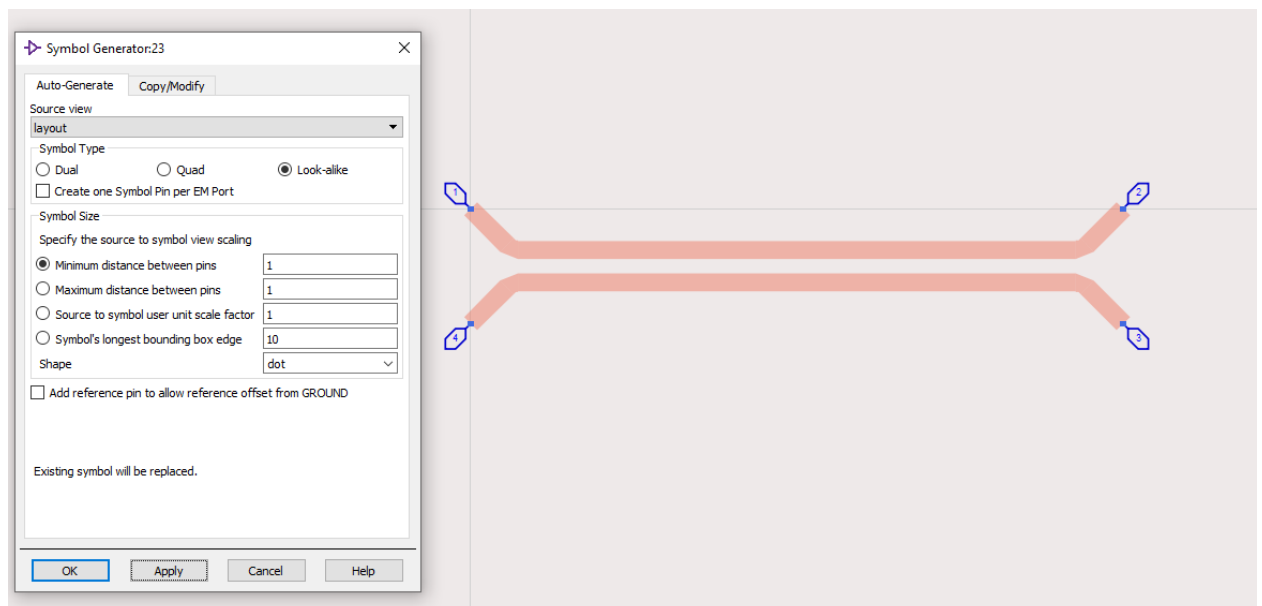 Symbol Generator:23
Auto-Generate Copy/Modify
Source view
layout
Symbol Type
Dual Quad Look-alike
Create one Symbol Pin per EM Port
Symbol Size
Specify the source to symbol view scaling
Minimum distance between pins 1
Maximum distance between pins 1
Source to symbol user unit scale factor 1
Symbol's longest bounding box edge 10
Shape dot
Add reference pin to allow reference offset from GROUND
Existing symbol will be replaced.
OK Apply Cancel Help
1 2
4 3